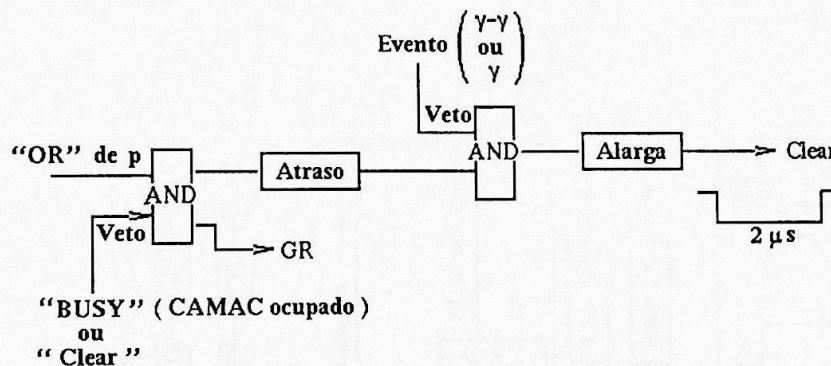 Evento ( γ-γ
ou
γ )
Veto
"OR" de p
AND
Atraso
AND
Alarga
Clear
Veto
GR
2 μs
"BUSY" ( CAMAC ocupado )
ou
" Clear "